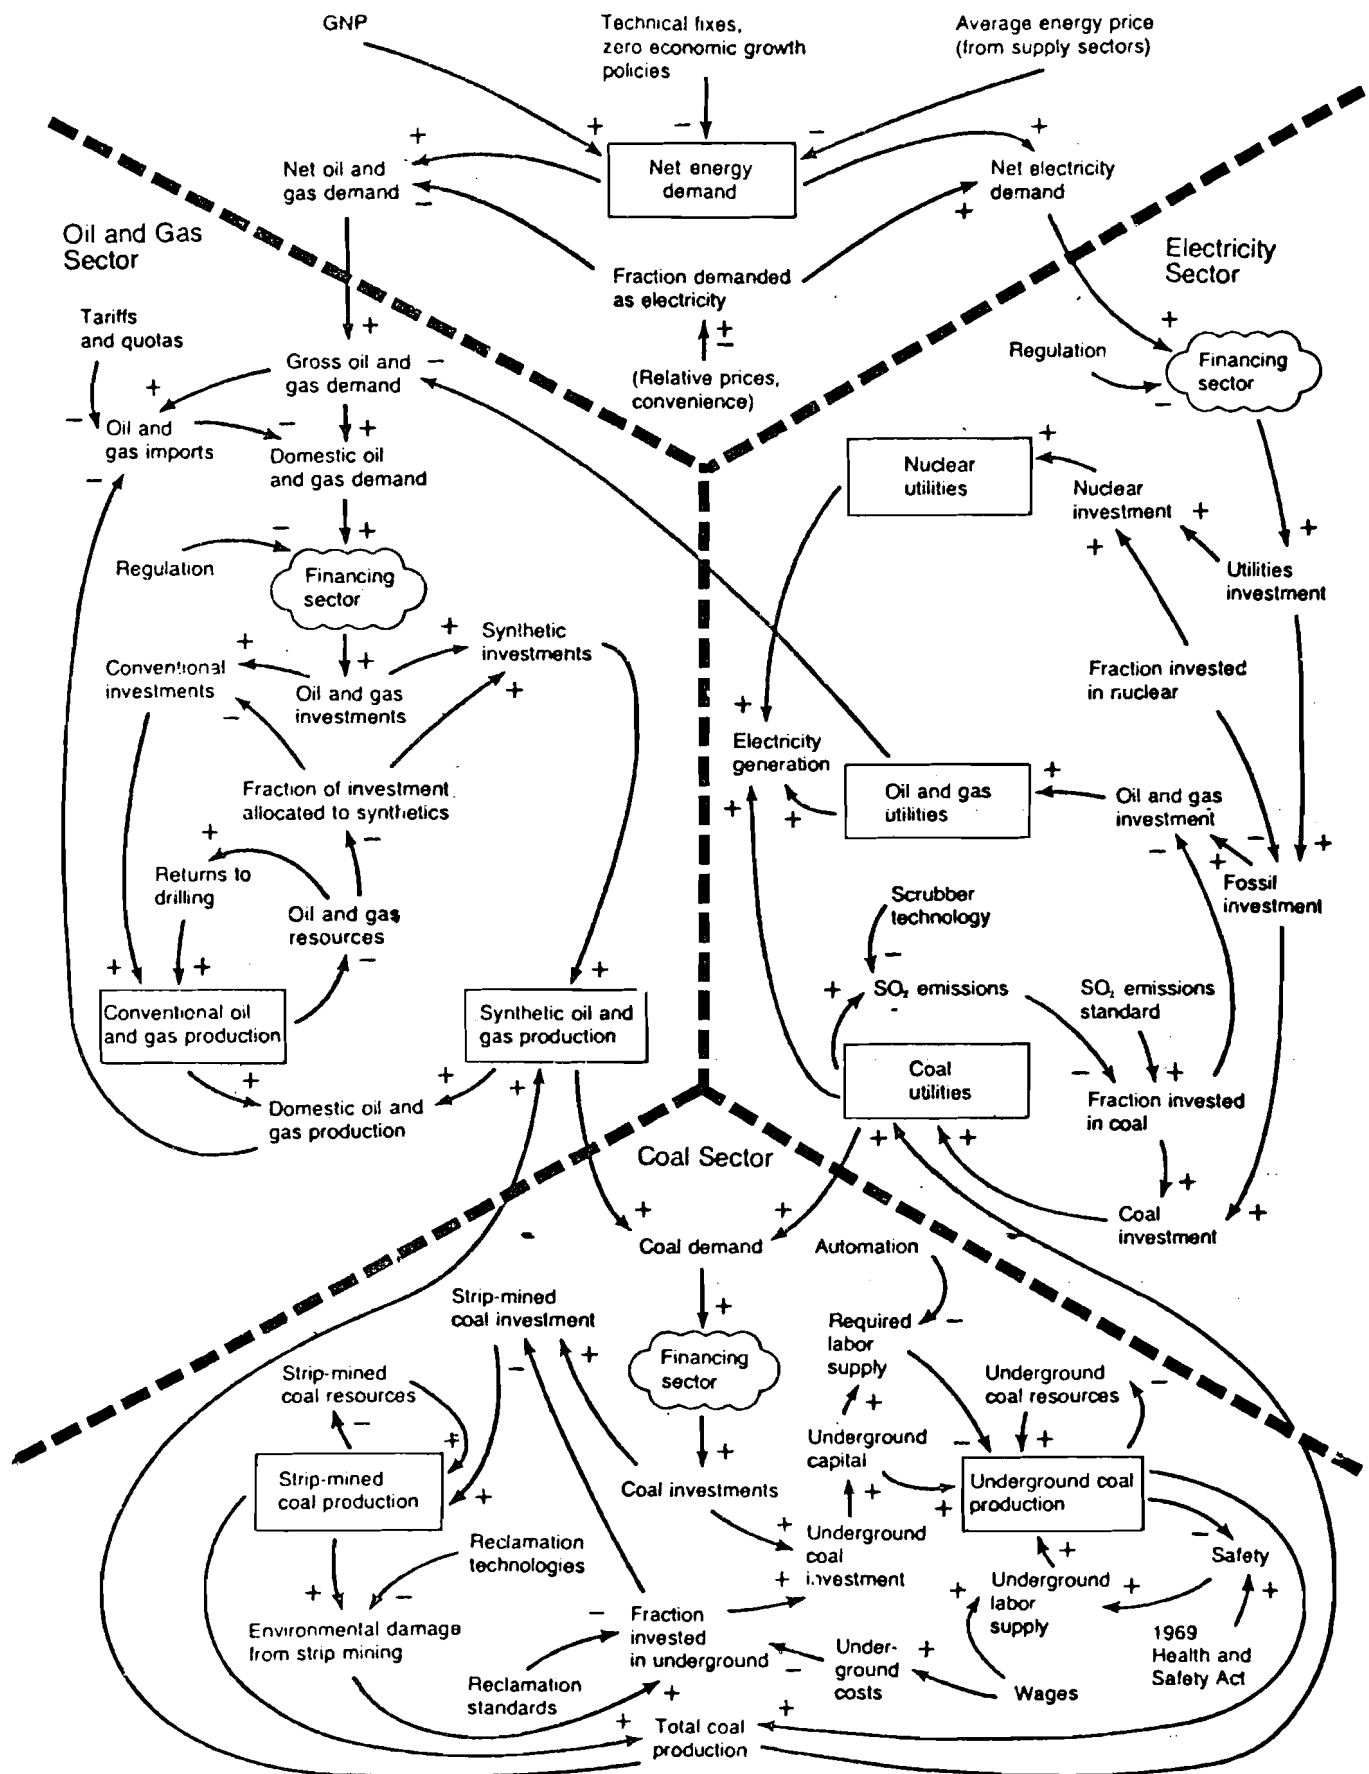 GNP
Technical fixes,
zero economic growth
policies
Average energy price
(from supply sectors)
+
−
−
+
+
Net oil and
gas demand
Net energy
demand
Net electricity
demand
−
+
Oil and Gas
Sector
Electricity
Sector
Fraction demanded
as electricity
+
−
(Relative prices,
convenience)
Tariffs
and quotas
+
Gross oil and
gas demand
−
+
−
Oil and
gas imports
−
+
Domestic oil
and gas demand
−
−
+
Regulation
Financing
sector
+
+
+
Synthetic
investments
Conventional
investments
Oil and gas
investments
−
+
Fraction of investment
allocated to synthetics
+
−
Returns to
drilling
Oil and gas
resources
+
+
−
+
Conventional oil
and gas production
Synthetic oil and
gas production
+
+
+
Domestic oil and
gas production
+
Regulation
−
Financing
sector
Nuclear
utilities
+
Nuclear
investment
+
+
+
Utilities
investment
Fraction invested
in nuclear
+
Electricity
generation
+
+
Oil and gas
utilities
+
Oil and gas
investment
−
−
+
+
Fossil
investment
Scrubber
technology
−
+
SO₂ emissions
SO₂ emissions
standard
−
+
Coal
utilities
Fraction invested
in coal
+
+
+
Coal
investment
+
Coal Sector
+
+
Coal demand
Automation
+
Strip-mined
coal investment
−
+
Financing
sector
Required
labor
supply
−
Strip-mined
coal resources
−
+
Underground
coal resources
−
+
+
Underground
capital
−
+
Strip-mined
coal production
+
Coal investments
+
+
Underground coal
production
Reclamation
technologies
+
+
Underground
coal
investment
+
−
Safety
+
−
+
Underground
labor
supply
+
+
Environmental damage
from strip mining
−
Fraction
invested
in underground
+
Under-
ground
costs
+
−
1969
Health and
Safety Act
Reclamation
standards
+
Wages
+
+
Total coal
production